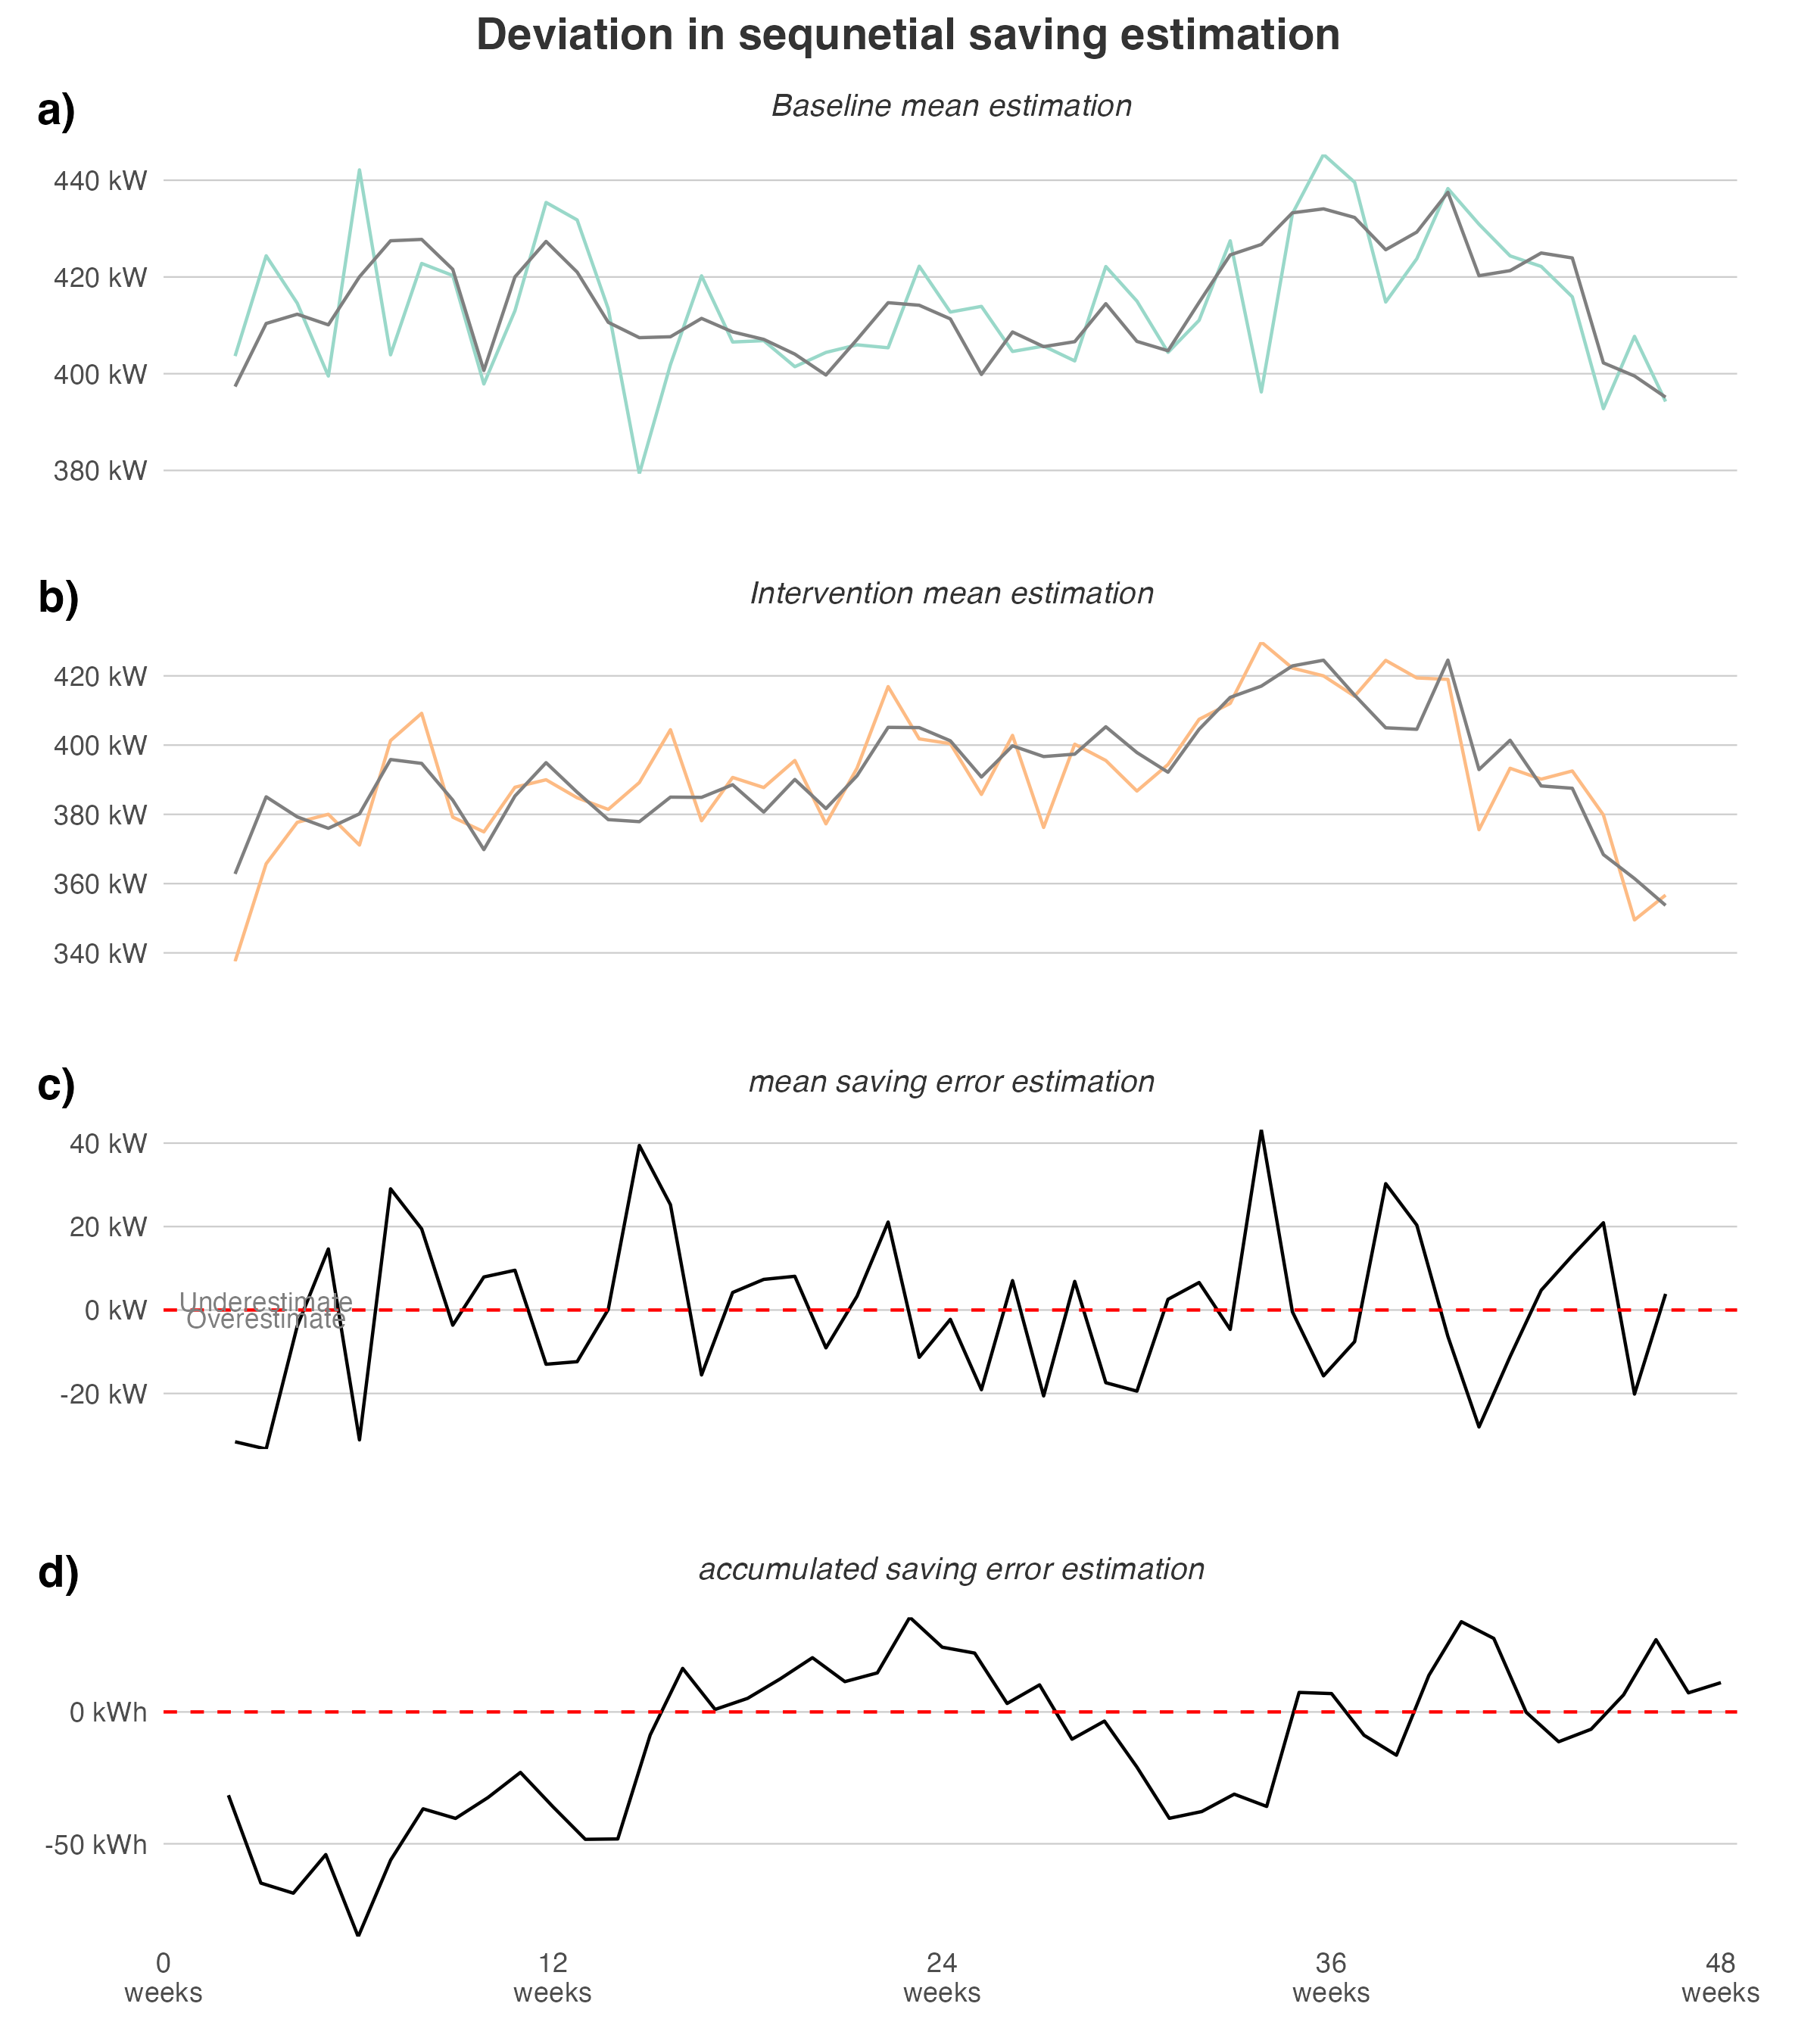 Deviation in sequnetial saving estimation
a)
Baseline mean estimation
440 kW
420 kW
400 kW
380 kW
b)
Intervention mean estimation
420 kW
400 kW
380 kW
360 kW
340 kW
c)
mean saving error estimation
40 kW
20 kW
0 kW
-20 kW
Underestimate
Overestimate
d)
accumulated saving error estimation
0 kWh
-50 kWh
0 12 24 36 48
weeks weeks weeks weeks weeks